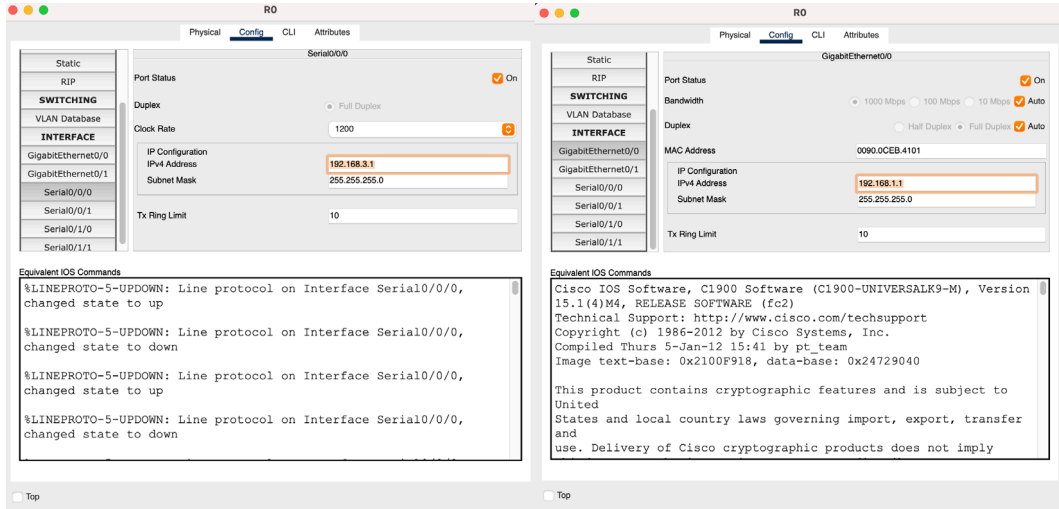 R0
Physical Config CLI Attributes
Serial0/0/0
Static
RIP
SWITCHING
VLAN Database
INTERFACE
GigabitEthernet0/0
GigabitEthernet0/1
Serial0/0/0
Serial0/0/1
Serial0/1/0
Serial0/1/1
Port Status On
Duplex Full Duplex
Clock Rate 1200
IP Configuration
IPv4 Address 192.168.3.1
Subnet Mask 255.255.255.0
Tx Ring Limit 10
Equivalent IOS Commands
%LINEPROTO-5-UPDOWN: Line protocol on Interface Serial0/0/0,
changed state to up
%LINEPROTO-5-UPDOWN: Line protocol on Interface Serial0/0/0,
changed state to down
%LINEPROTO-5-UPDOWN: Line protocol on Interface Serial0/0/0,
changed state to up
%LINEPROTO-5-UPDOWN: Line protocol on Interface Serial0/0/0,
changed state to down
Top
R0
Physical Config CLI Attributes
GigabitEthernet0/0
Static
RIP
SWITCHING
VLAN Database
INTERFACE
GigabitEthernet0/0
GigabitEthernet0/1
Serial0/0/0
Serial0/0/1
Serial0/1/0
Serial0/1/1
Port Status On
Bandwidth 1000 Mbps 100 Mbps 10 Mbps Auto
Duplex Half Duplex Full Duplex Auto
MAC Address 0090.0CEB.4101
IP Configuration
IPv4 Address 192.168.1.1
Subnet Mask 255.255.255.0
Tx Ring Limit 10
Equivalent IOS Commands
Cisco IOS Software, C1900 Software (C1900-UNIVERSALK9-M), Version
15.1(4)M4, RELEASE SOFTWARE (fc2)
Technical Support: http://www.cisco.com/techsupport
Copyright (c) 1986-2012 by Cisco Systems, Inc.
Compiled Thurs 5-Jan-12 15:41 by pt_team
Image text-base: 0x2100F918, data-base: 0x24729040
This product contains cryptographic features and is subject to
United
States and local country laws governing import, export, transfer
and
use. Delivery of Cisco cryptographic products does not imply
Top